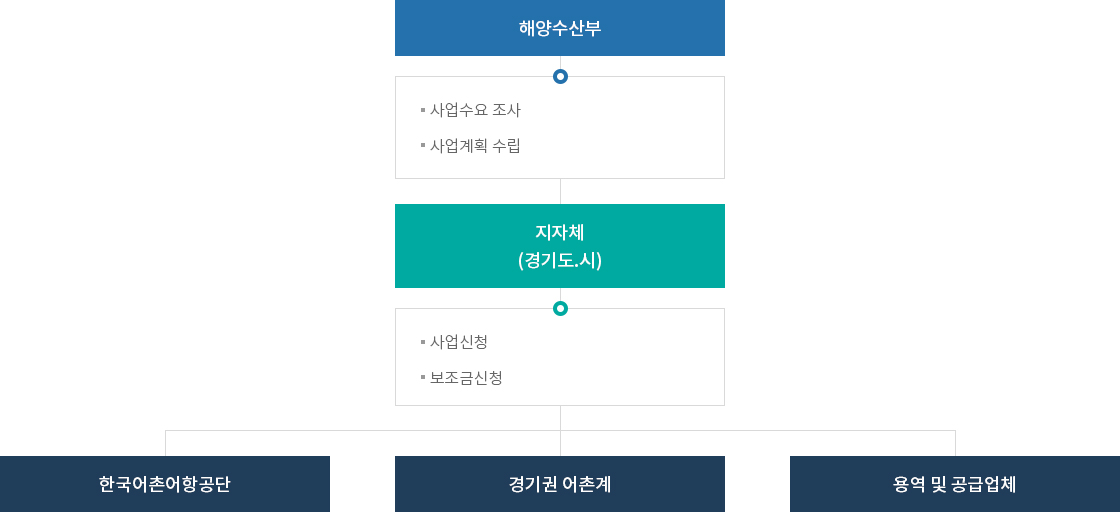 해양수산부
사업수요 조사
사업계획 수립
지자체
(경기도.시)
사업신청
보조금신청
한국어촌어항공단
경기권 어촌계
용역 및 공급업체